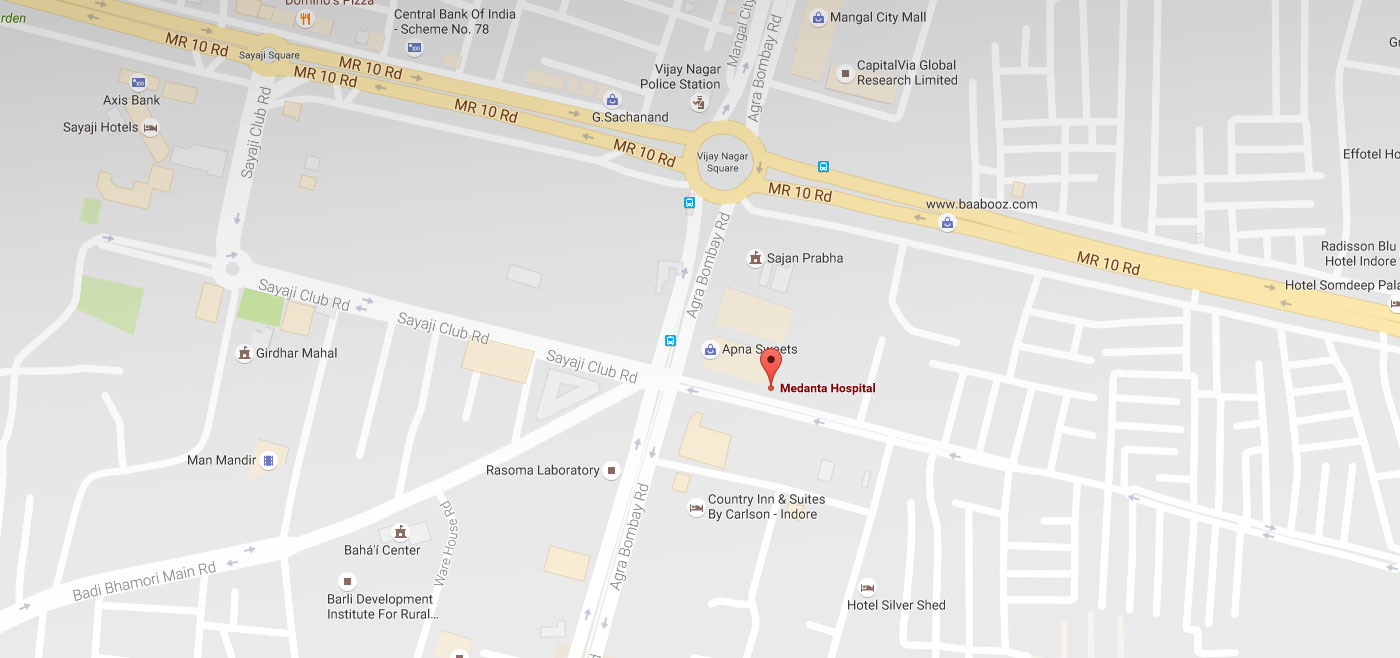 rden
Domino's Pizza
Central Bank Of India
- Scheme No. 78
Mangal City Mall
Mangal City
Agra Bombay Rd
MR 10 Rd
Sayaji Square
MR 10 Rd
MR 10 Rd
CapitalVia Global
Research Limited
Vijay Nagar
Police Station
Axis Bank
MR 10 Rd
G.Sachanand
Sayaji Hotels
Sayaji Club Rd
MR 10 Rd
Vijay Nagar
Square
Effotel Ho
MR 10 Rd
www.baabooz.com
Agra Bombay Rd
Sajan Prabha
MR 10 Rd
Radisson Blu
Hotel Indore
Hotel Somdeep Pala
Sayaji Club Rd
Sayaji Club Rd
Girdhar Mahal
Sayaji Club Rd
Apna Sweets
Medanta Hospital
Man Mandir
Rasoma Laboratory
Country Inn & Suites
By Carlson - Indore
Agra Bombay Rd
Ware House Rd
Bahá'í Center
Badi Bhamori Main Rd
Barli Development
Institute For Rural...
Hotel Silver Shed